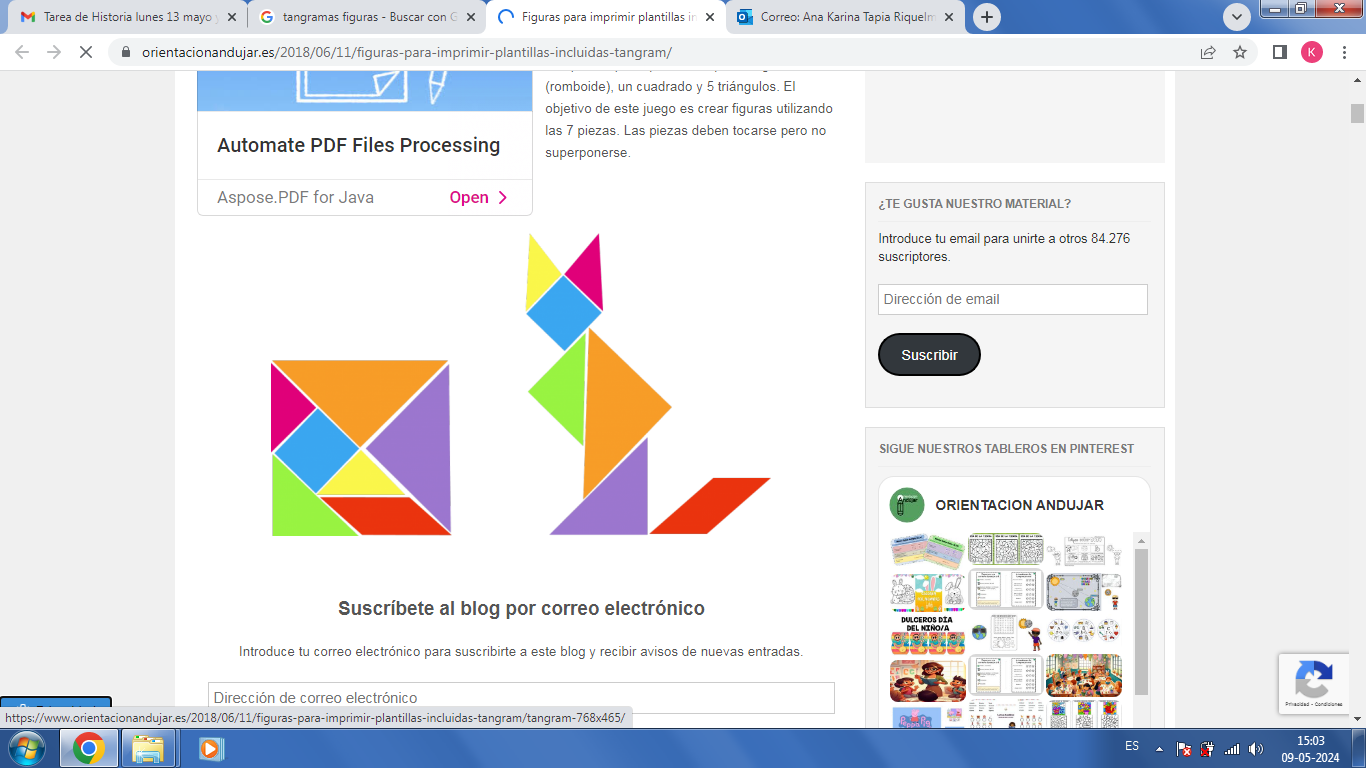 Tarea de Historia lunes 13 mayo y
tangramas figuras - Buscar con G
Figuras para imprimir plantillas in
Correo: Ana Karina Tapia Riquelm
orientacionandujar.es/2018/06/11/figuras-para-imprimir-plantillas-incluidas-tangram/
K
(romboide), un cuadrado y 5 triángulos. El
objetivo de este juego es crear figuras utilizando
las 7 piezas. Las piezas deben tocarse pero no
superponerse.
Automate PDF Files Processing
Aspose.PDF for Java
Open
¿TE GUSTA NUESTRO MATERIAL?
Introduce tu email para unirte a otros 84.276
suscriptores.
Dirección de email
Suscribir
SIGUE NUESTROS TABLEROS EN PINTEREST
ORIENTACION ANDUJAR
DULCEROS DÍA
DEL NIÑO/A
Suscríbete al blog por correo electrónico
Introduce tu correo electrónico para suscribirte a este blog y recibir avisos de nuevas entradas.
Dirección de correo electrónico
Privacidad - Condiciones
https://www.orientacionandujar.es/2018/06/11/figuras-para-imprimir-plantillas-incluidas-tangram/tangram-768x465/
ES
15:03
09-05-2024